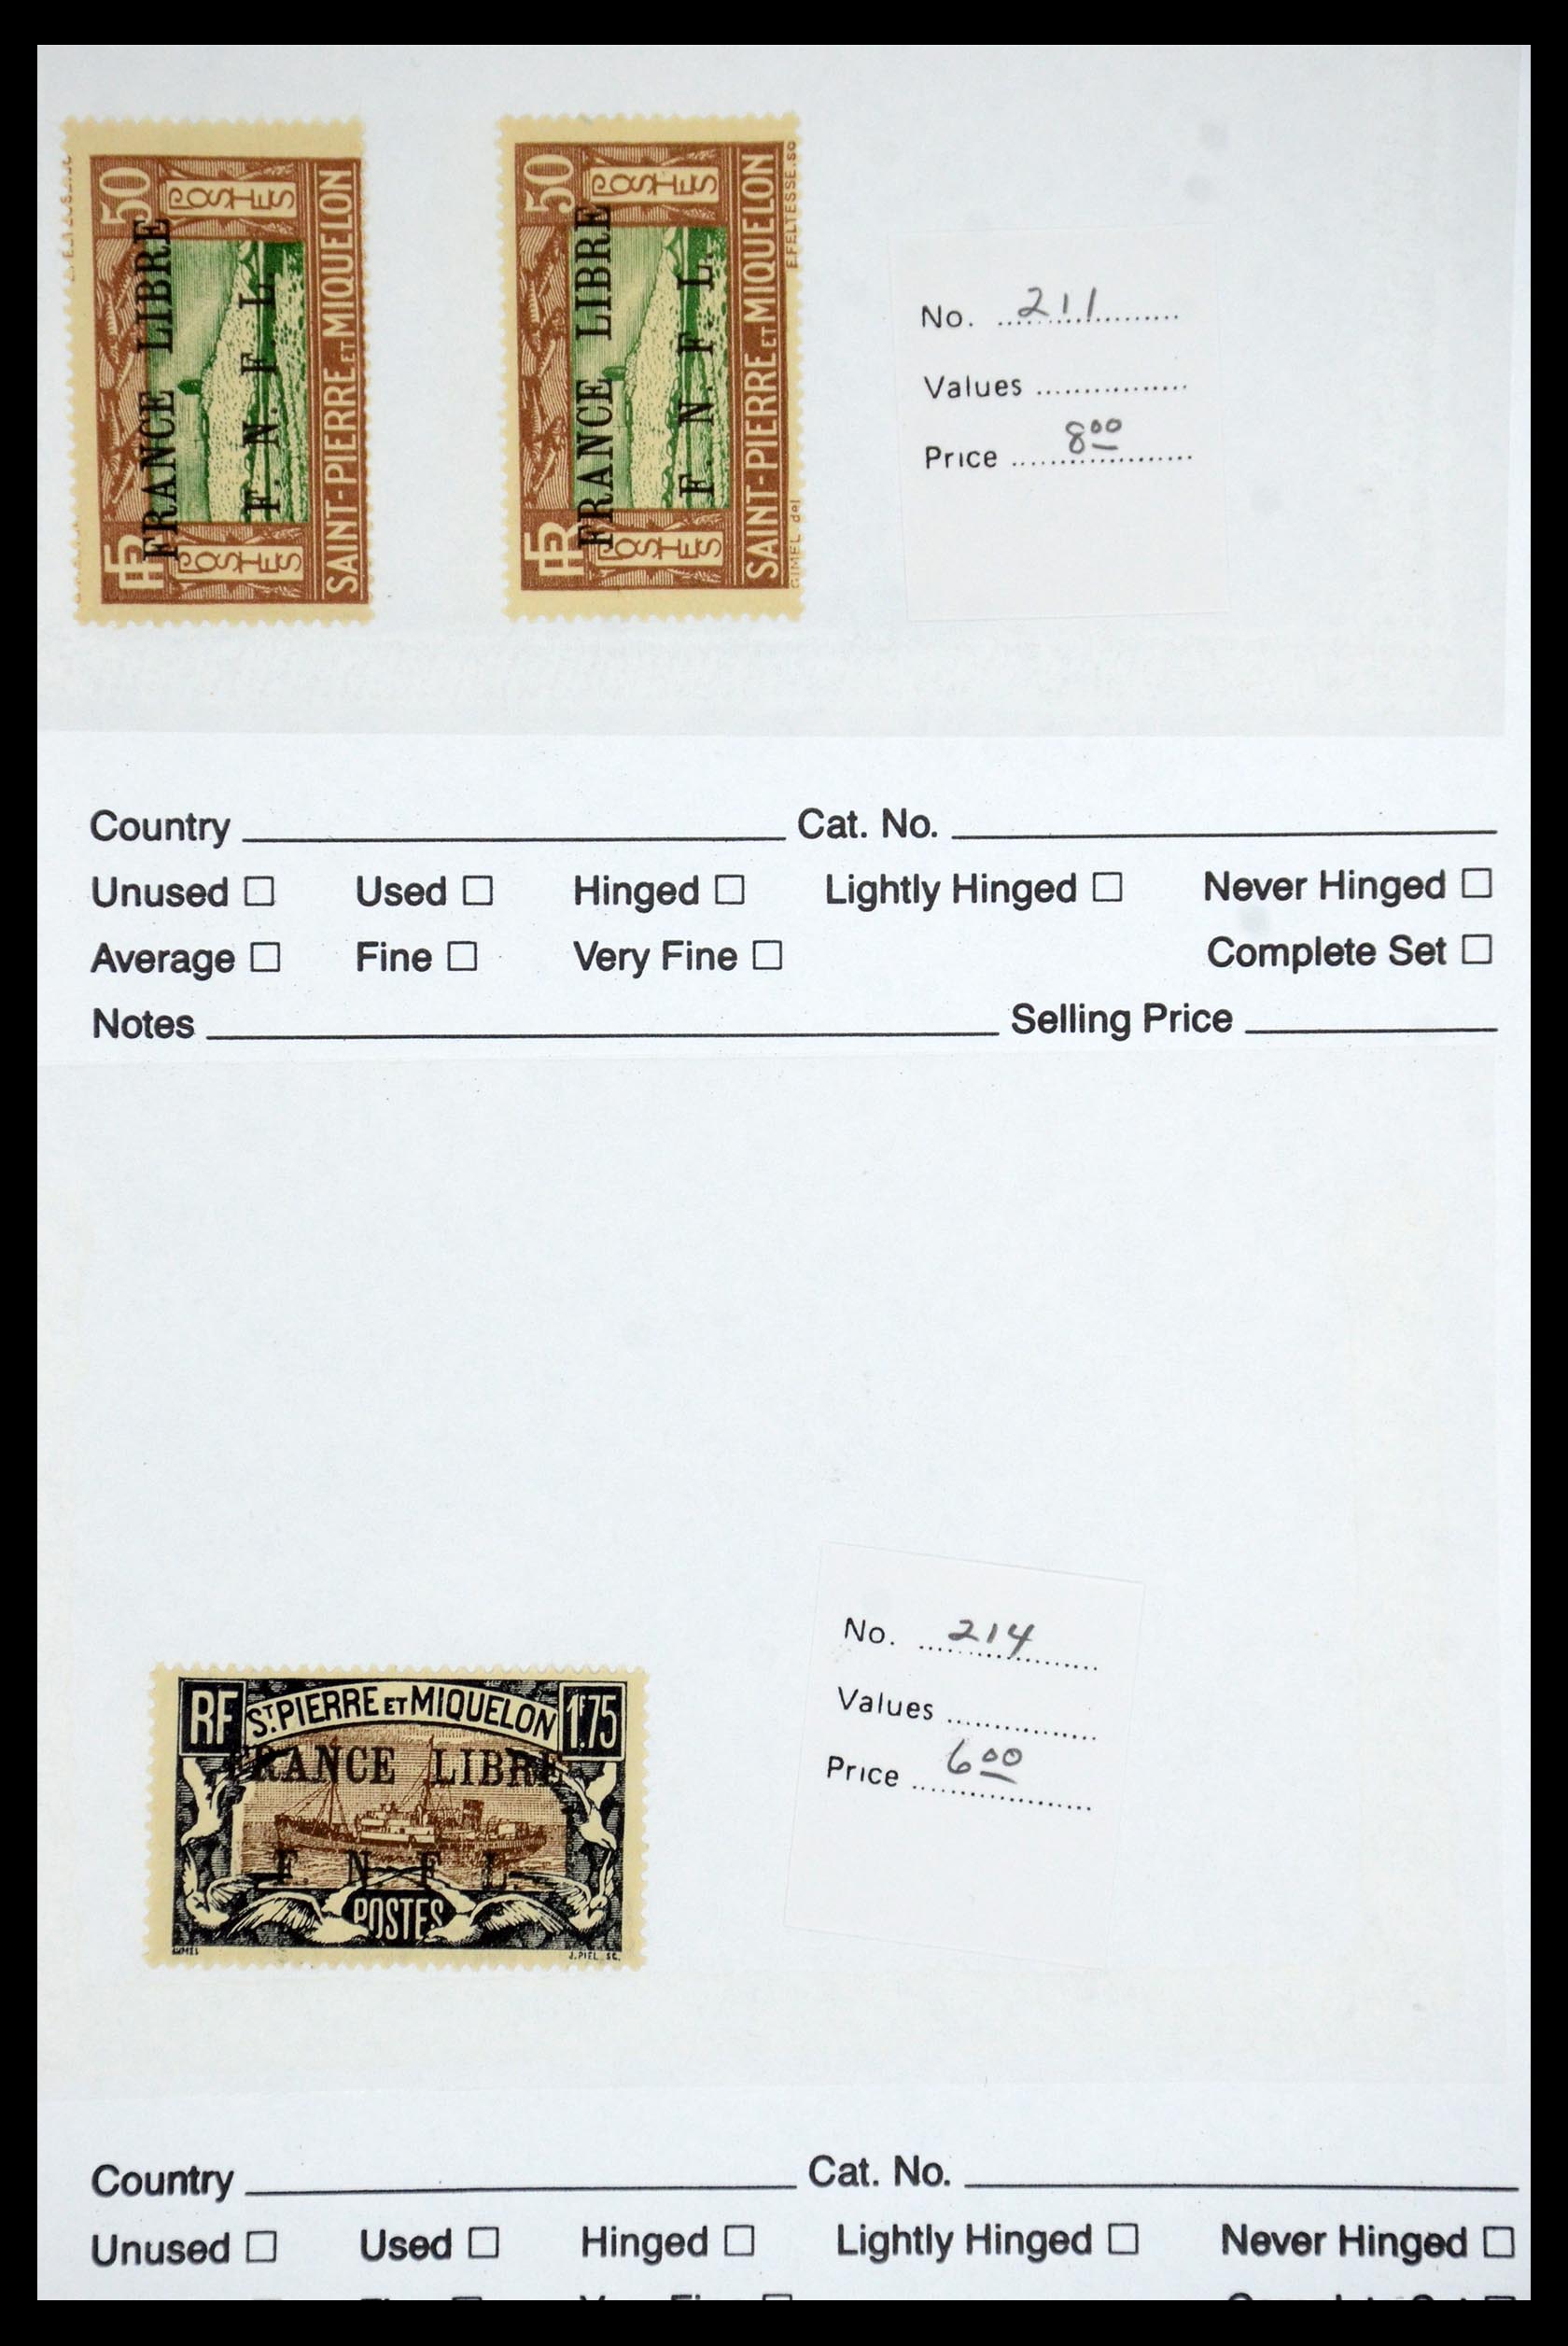 50
POSTES
FRANCE LIBRE
F. N. F. L.
RF
POSTES
SAINT-PIERRE ET MIQUELON
50
POSTES
FRANCE LIBRE
F. N. F. L.
RF
POSTES
SAINT-PIERRE ET MIQUELON
GIMEL del E.FELTESSE.SC
No. 211
Values
Price 8 00
Country Cat. No.
Unused Used Hinged Lightly Hinged Never Hinged
Average Fine Very Fine Complete Set
Notes Selling Price
No. 214
Values
Price 6 00
RF ST. PIERRE ET MIQUELON 1F75
FRANCE LIBRE
F. N. F. L.
POSTES
J.PIEL SC.
Country Cat. No.
Unused Used Hinged Lightly Hinged Never Hinged